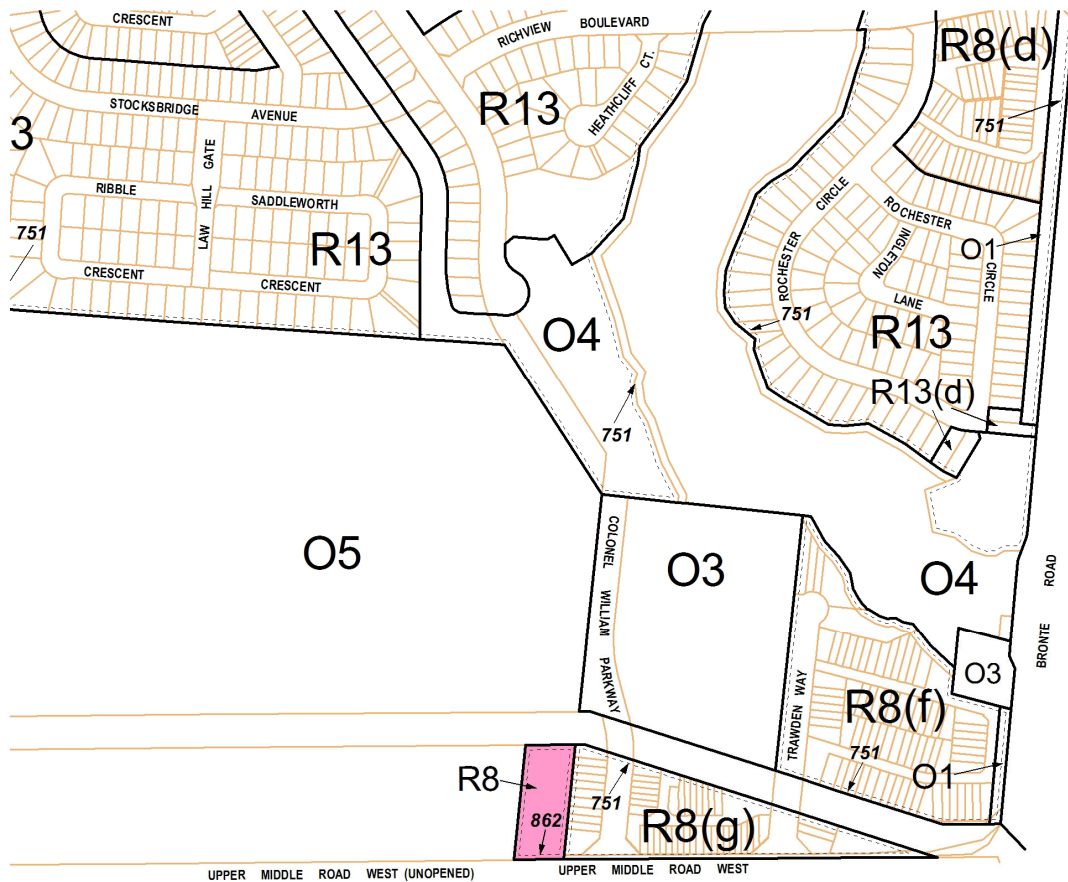 CRESCENT
RICHVIEW BOULEVARD
R8(d)
STOCKSBRIDGE AVENUE
R13
HEATHCLIFF CT.
751
3
LAW HILL GATE
RIBBLE
SADDLEWORTH
751
R13
CRESCENT
CRESCENT
ROCHESTER CIRCLE
ROCHESTER CIRCLE
INGLETON LANE
O1
751
R13
O4
R13(d)
751
O5
COLONEL WILLIAM PARKWAY
O3
O4
BRONTE ROAD
O3
TRAWDEN WAY
R8(f)
751
O1
R8
751
862
R8(g)
UPPER MIDDLE ROAD WEST (UNOPENED)
UPPER MIDDLE ROAD WEST